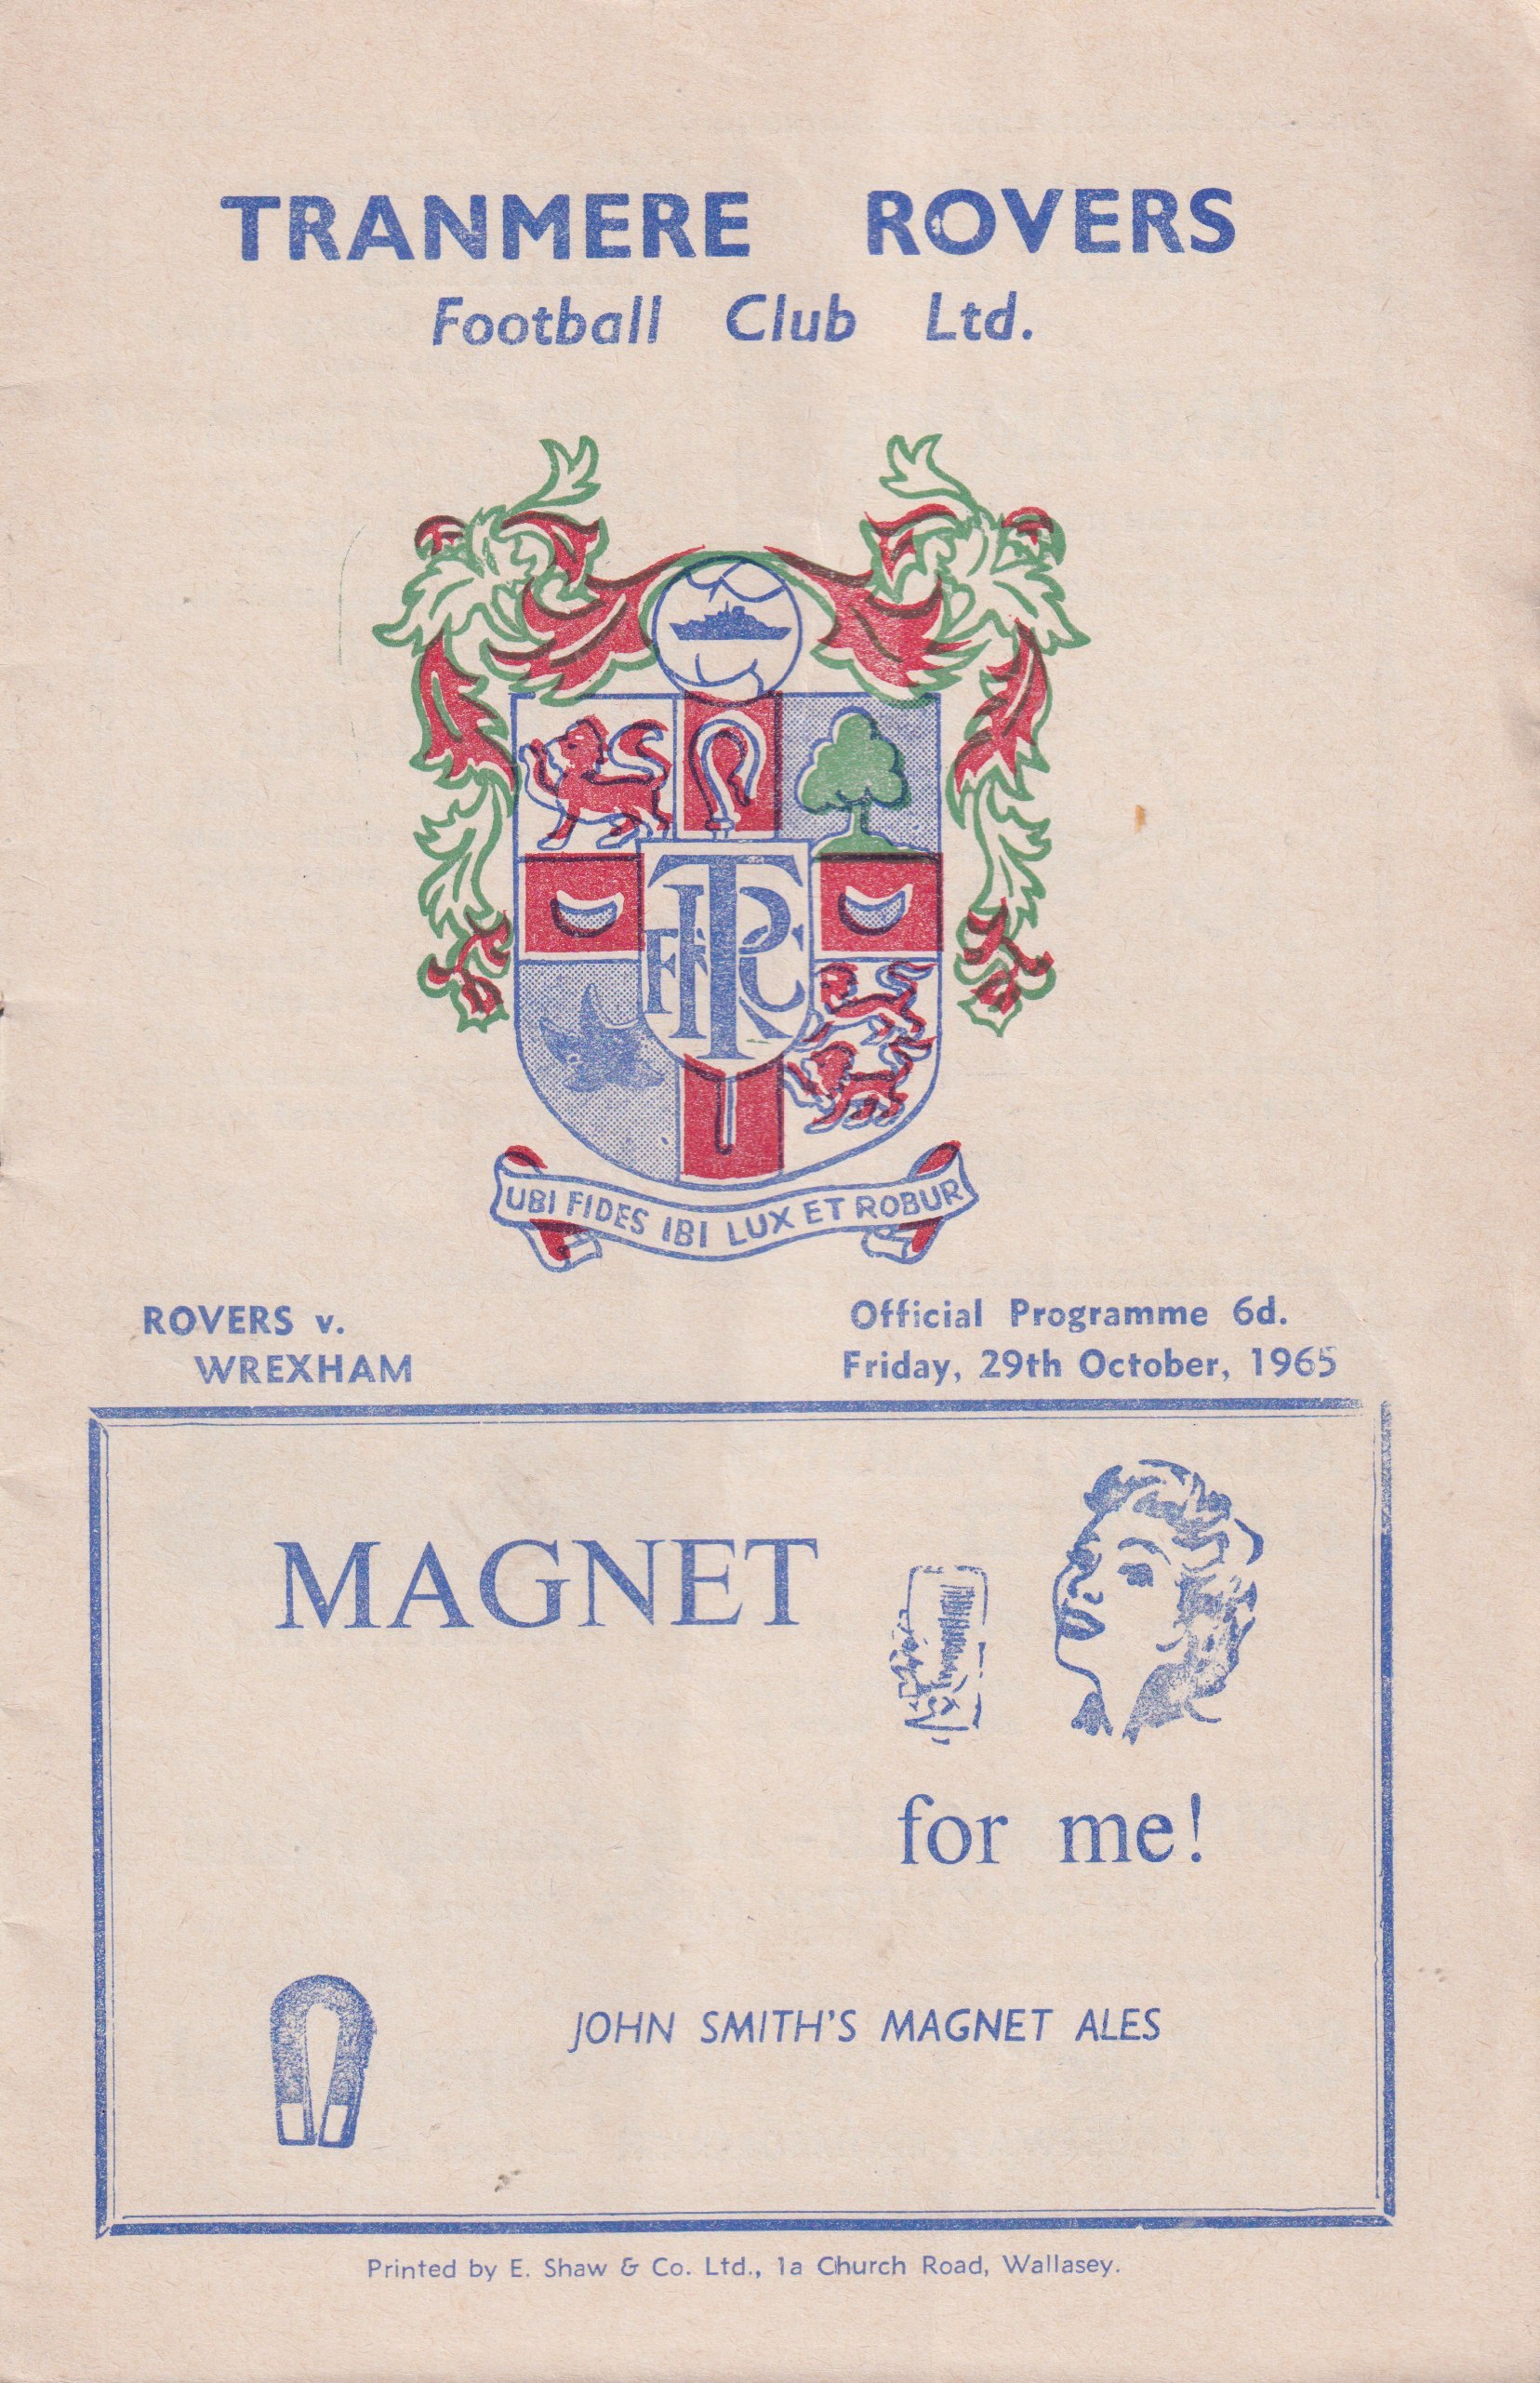 TRANMERE ROVERS
Football Club Ltd.
TRFC
UBI FIDES IBI LUX ET ROBUR
ROVERS v.
WREXHAM
Official Programme 6d.
Friday, 29th October, 1965
MAGNET
for me!
JOHN SMITH'S MAGNET ALES
Printed by E. Shaw & Co. Ltd., 1a Church Road, Wallasey.